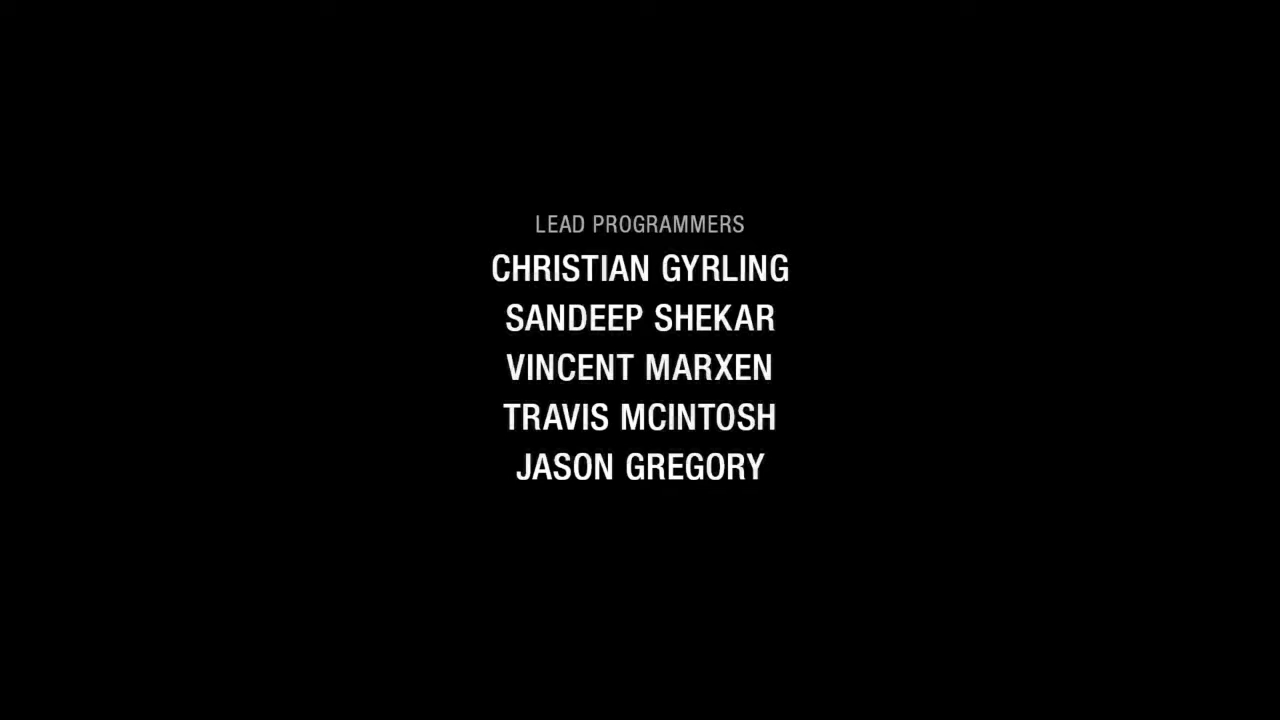 LEAD PROGRAMMERS
CHRISTIAN GYRLING
SANDEEP SHEKAR
VINCENT MARXEN
TRAVIS MCINTOSH
JASON GREGORY